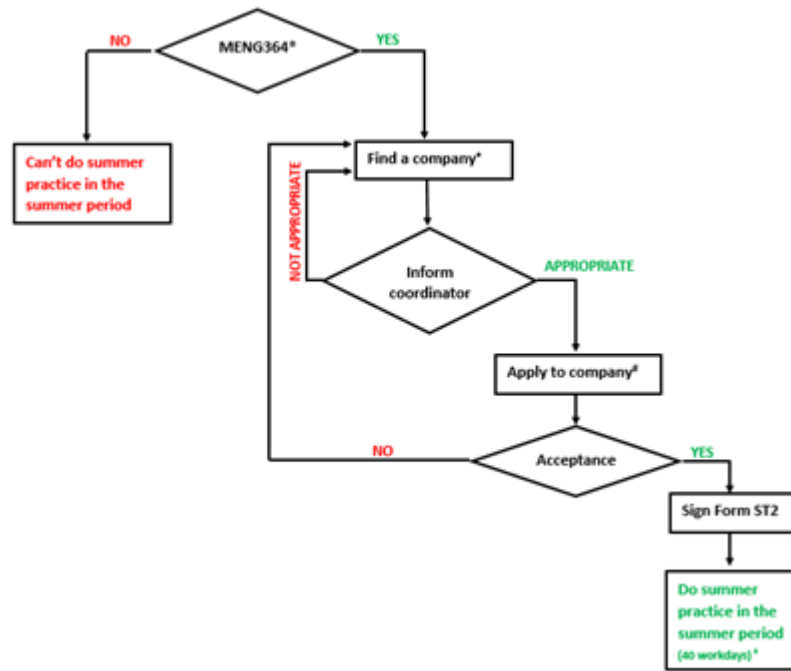 MENG364*
NO
YES
Can't do summer
practice in the
summer period
Find a company*
NOT APPROPRIATE
Inform
coordinator
APPROPRIATE
Apply to company#
Acceptance
NO
YES
Sign Form ST2
Do summer
practice in the
summer period
(40 workdays)*